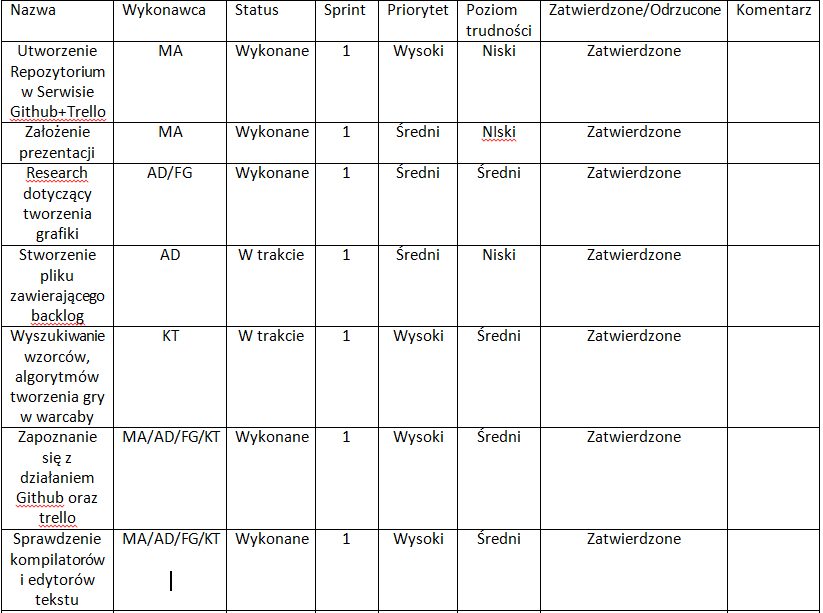 Nazwa Wykonawca Status Sprint Priorytet Poziom trudności Zatwierdzone/Odrzucone Komentarz
Utworzenie MA Wykonane 1 Wysoki Niski Zatwierdzone
Repozytorium
w Serwisie
Github+Trello
Założenie MA Wykonane 1 Średni NIski Zatwierdzone
prezentacji
Research AD/FG Wykonane 1 Średni Średni Zatwierdzone
dotyczący
tworzenia
grafiki
Stworzenie AD W trakcie 1 Średni Niski Zatwierdzone
pliku
zawierającego
backlog
Wyszukiwanie KT W trakcie 1 Wysoki Średni Zatwierdzone
wzorców,
algorytmów
tworzenia gry
w warcaby
Zapoznanie MA/AD/FG/KT Wykonane 1 Wysoki Średni Zatwierdzone
się z
działaniem
Github oraz
trello
Sprawdzenie MA/AD/FG/KT Wykonane 1 Wysoki Średni Zatwierdzone
kompilatorów
i edytorów
tekstu